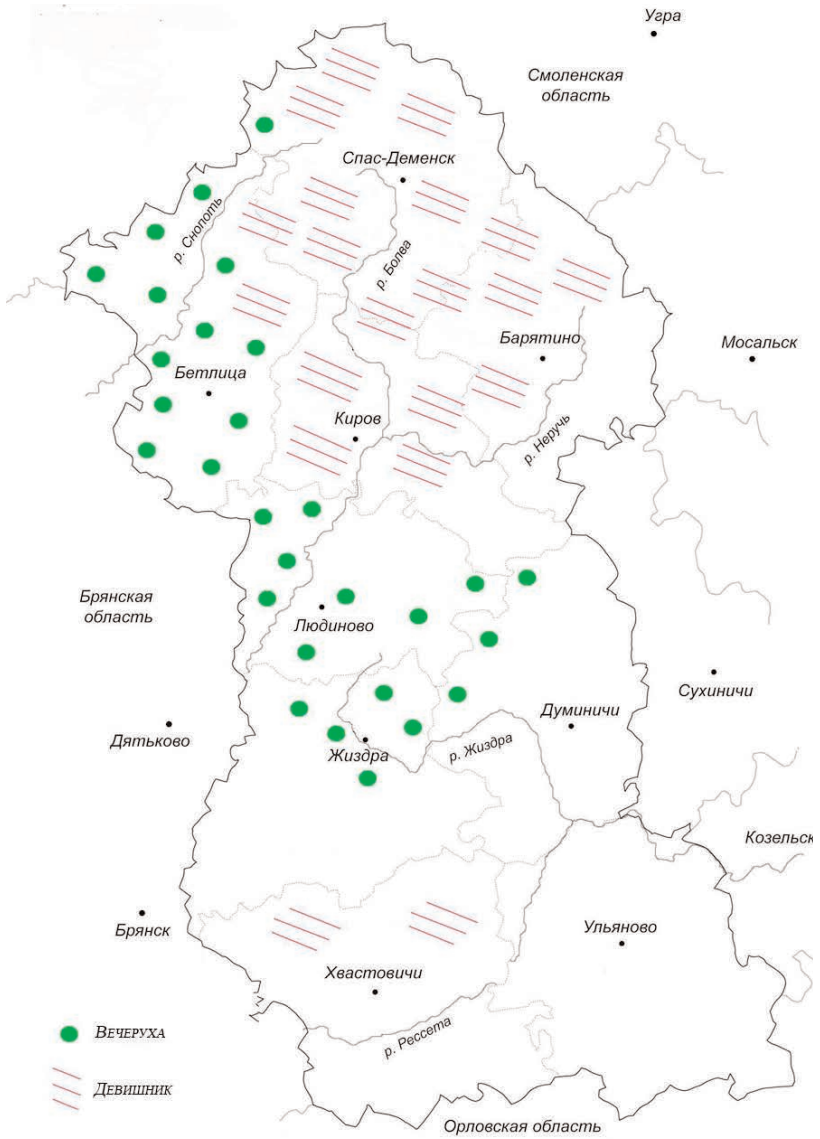 Угра
Смоленская
область
Спас-Деменск
р. Снопоть
р. Болва
Барятино
Мосальск
Бетлица
Киров
р. Неручь
Брянская
область
Людиново
Сухиничи
Думиничи
Дятьково
Жиздра
р. Жиздра
Козельск
Брянск
Ульяново
Хвастовичи
р. Рессета
Вечеруха
Девишник
Орловская область